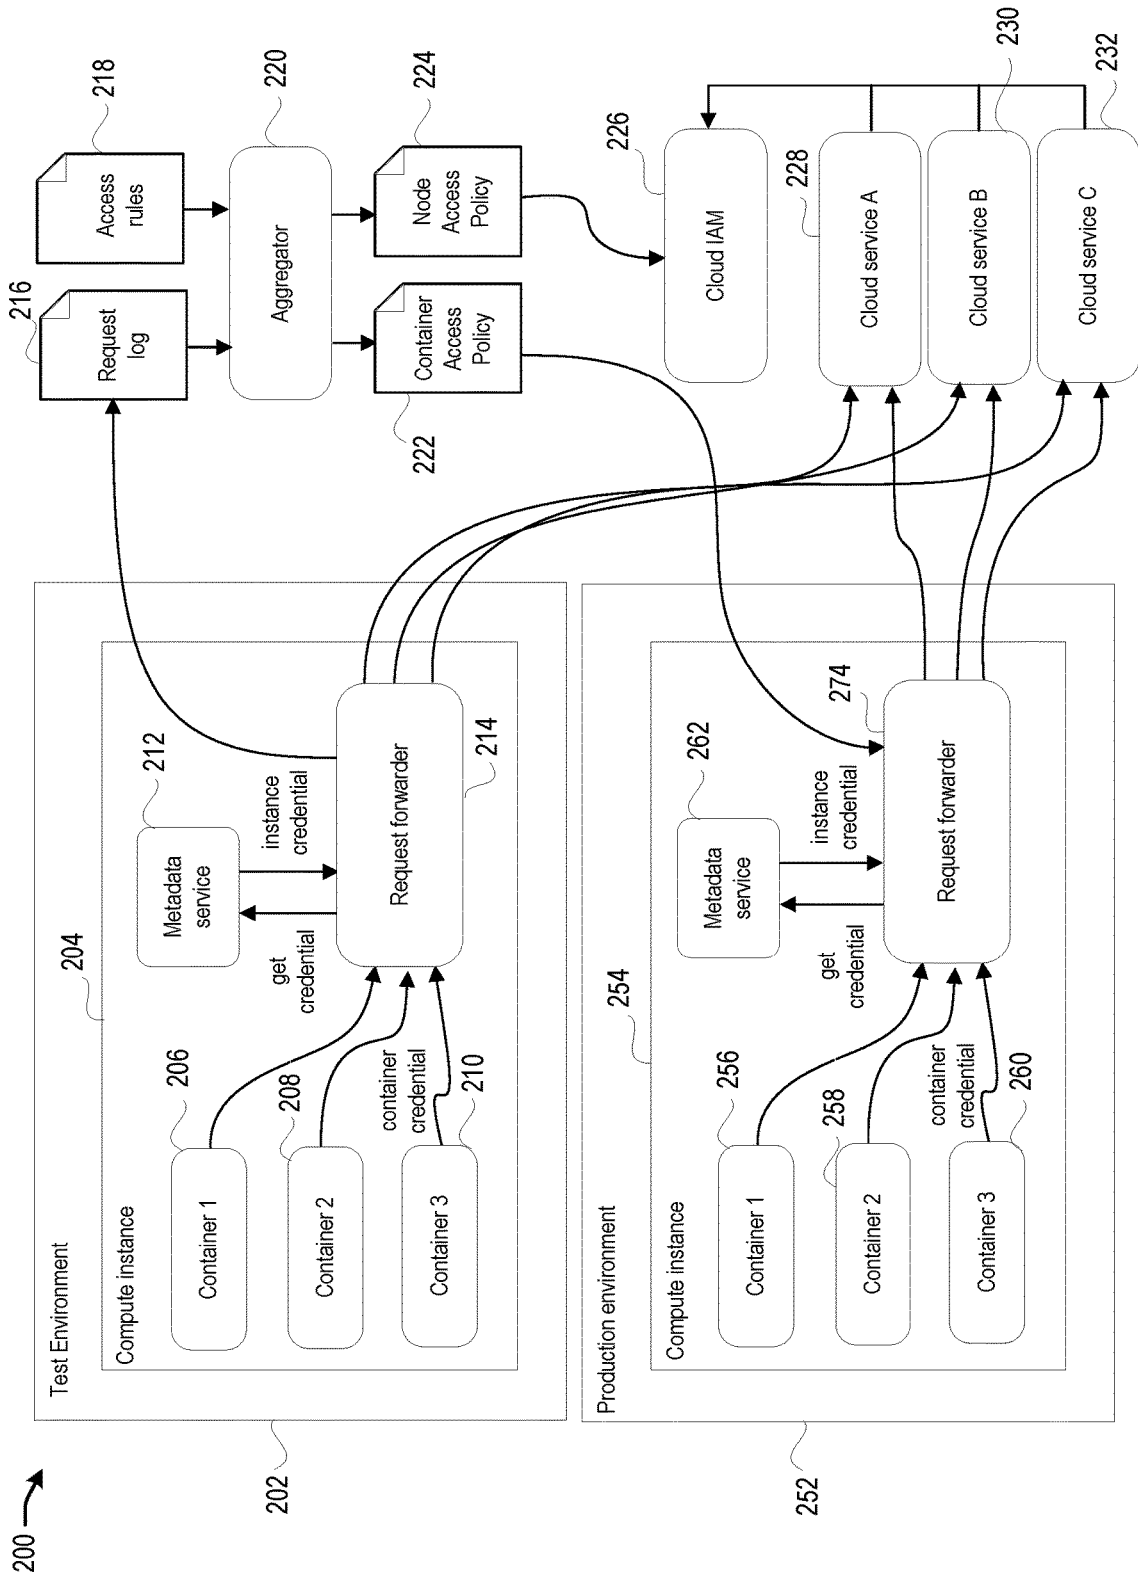 200
Test Environment
202
Compute instance
204
Container 1
206
Container 2
208
Container 3
210
container
credential
Metadata
service
212
get
credential
instance
credential
Request forwarder
214
Production environment
252
Compute instance
254
Container 1
256
Container 2
258
Container 3
260
container
credential
Metadata
service
262
get
credential
instance
credential
Request forwarder
274
216
Request
log
Access
rules
218
Aggregator
220
Container
Access
Policy
222
Node
Access
Policy
224
Cloud IAM
226
Cloud service A
228
Cloud service B
230
Cloud service C
232